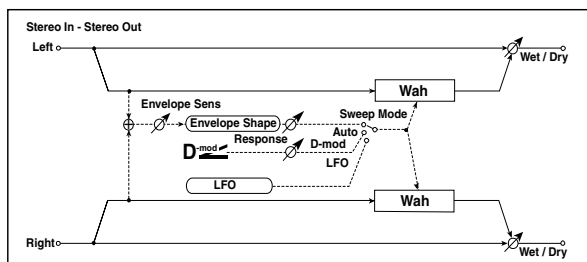 Stereo In - Stereo Out
Left
Wet / Dry
Wah
Envelope Sens
Sweep Mode
Envelope Shape
Auto
Response
D-mod
D-mod
LFO
LFO
Wah
Right
Wet / Dry